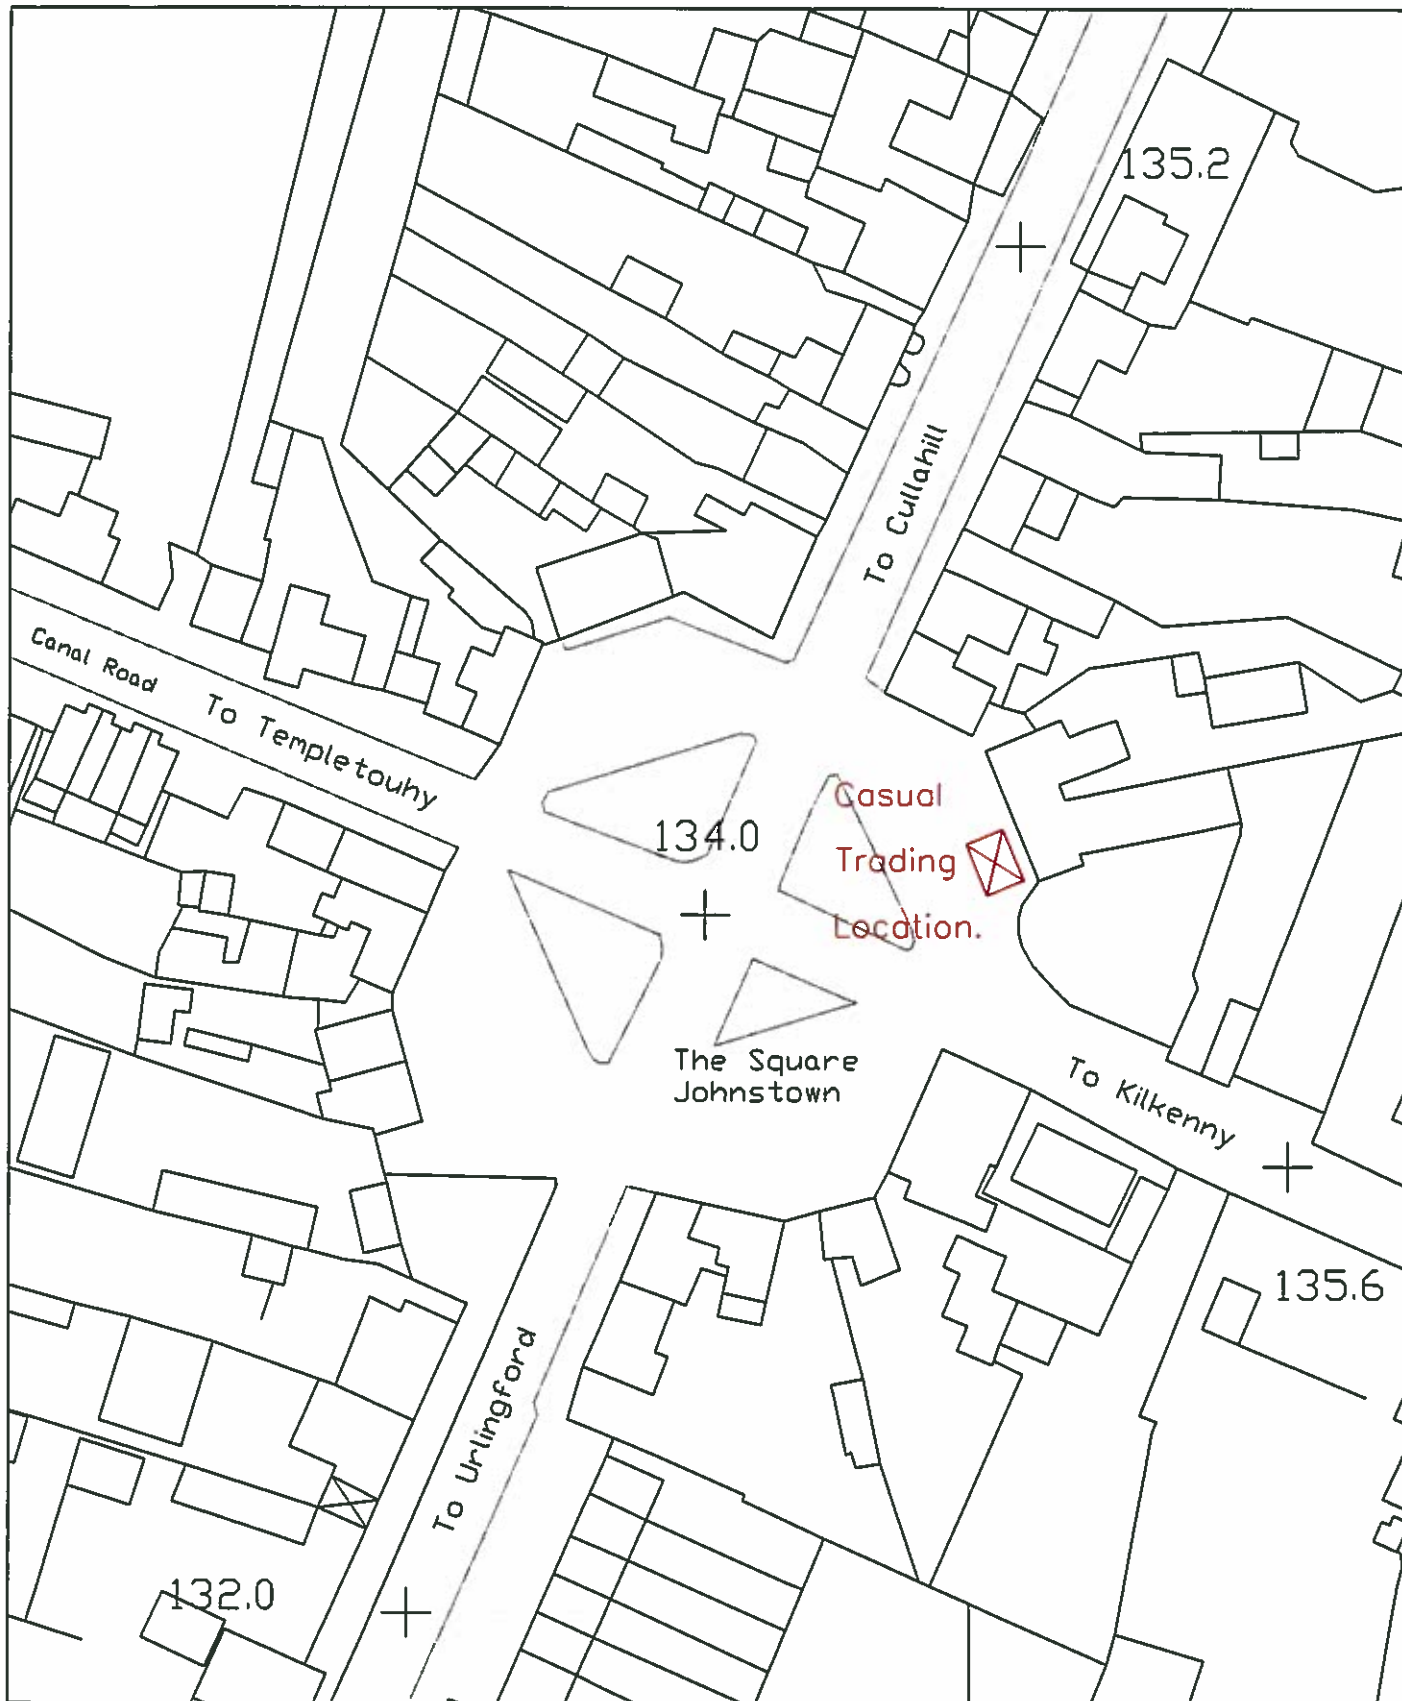 135.2
To Cullahill
Canal Road
To Templetouhy
Casual
134.0
Trading
Location.
The Square
Johnstown
To Kilkenny
135.6
To Urlingford
132.0